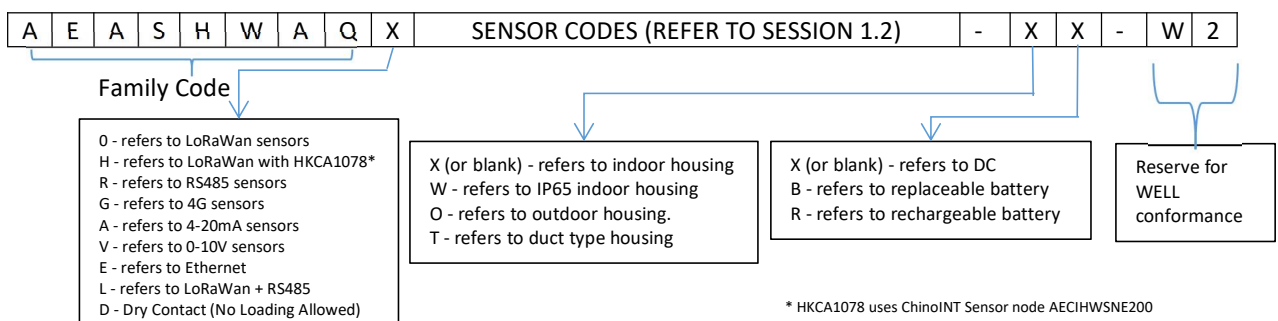 A E A S H W A Q X SENSOR CODES (REFER TO SESSION 1.2) - X X - W 2
Family Code
0 - refers to LoRaWan sensors
H - refers to LoRaWan with HKCA1078*
R - refers to RS485 sensors
G - refers to 4G sensors
A - refers to 4-20mA sensors
V - refers to 0-10V sensors
E - refers to Ethernet
L - refers to LoRaWan + RS485
D - Dry Contact (No Loading Allowed)
X (or blank) - refers to indoor housing
W - refers to IP65 indoor housing
O - refers to outdoor housing.
T - refers to duct type housing
X (or blank) - refers to DC
B - refers to replaceable battery
R - refers to rechargeable battery
Reserve for
WELL
conformance
* HKCA1078 uses ChinoINT Sensor node AECIHWSNE200